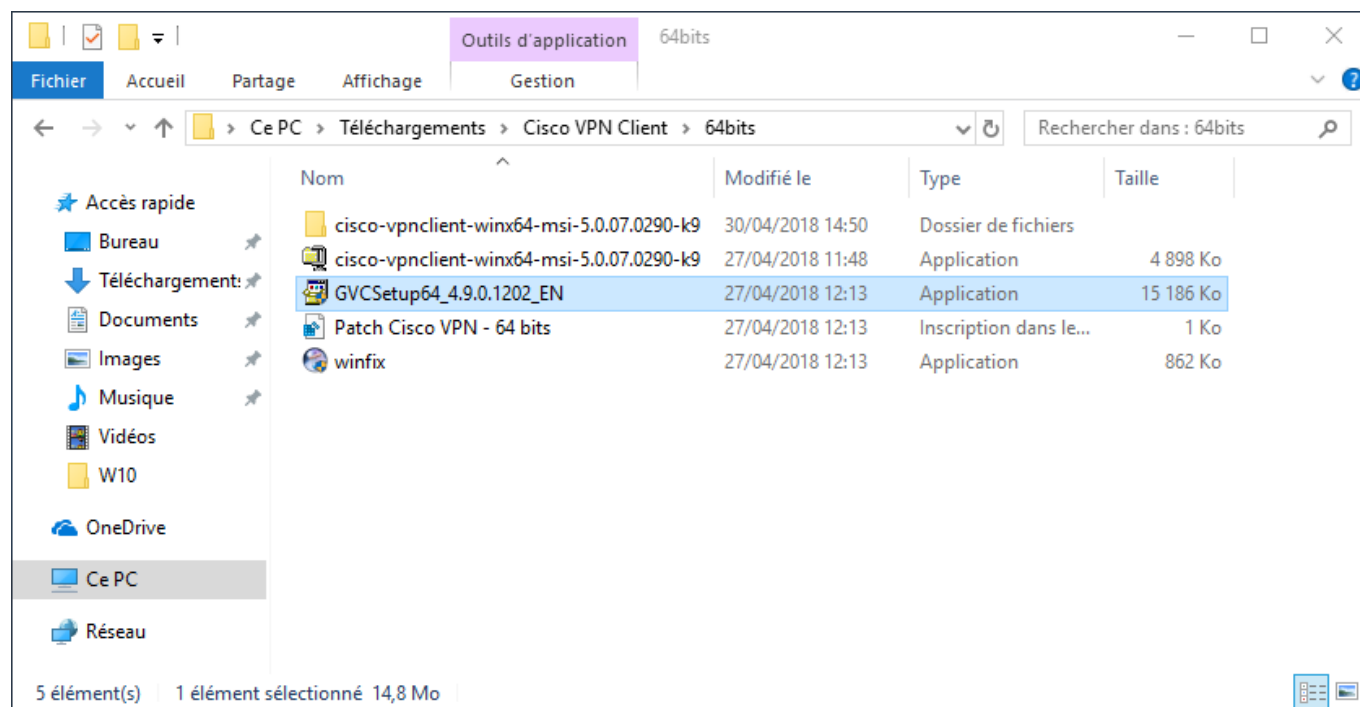 Outils d'application 64bits
Fichier Accueil Partage Affichage Gestion ?
Ce PC Téléchargements Cisco VPN Client 64bits Rechercher dans : 64bits
Nom Modifié le Type Taille
cisco-vpnclient-winx64-msi-5.0.07.0290-k9 30/04/2018 14:50 Dossier de fichiers
cisco-vpnclient-winx64-msi-5.0.07.0290-k9 27/04/2018 11:48 Application 4 898 Ko
GVCSetup64_4.9.0.1202_EN 27/04/2018 12:13 Application 15 186 Ko
Patch Cisco VPN - 64 bits 27/04/2018 12:13 Inscription dans le... 1 Ko
winfix 27/04/2018 12:13 Application 862 Ko
Accès rapide
Bureau
Téléchargements
Documents
Images
Musique
Vidéos
W10
OneDrive
Ce PC
Réseau
5 élément(s) 1 élément sélectionné 14,8 Mo